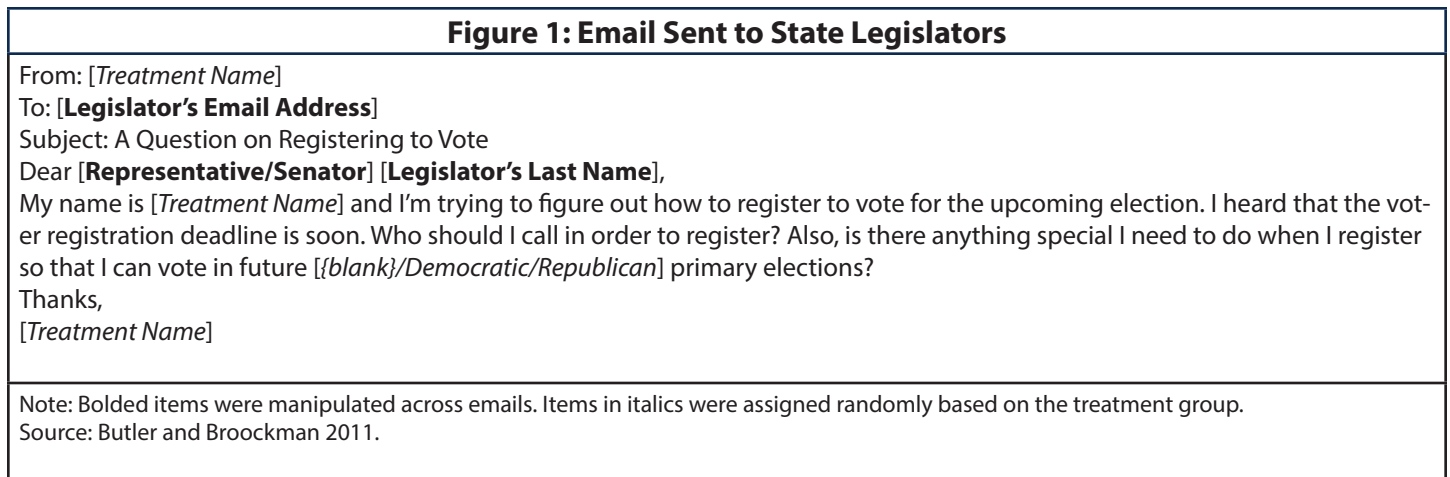 Figure 1: Email Sent to State Legislators
From: [Treatment Name]
To: [Legislator’s Email Address]
Subject: A Question on Registering to Vote
Dear [Representative/Senator] [Legislator’s Last Name],
My name is [Treatment Name] and I’m trying to figure out how to register to vote for the upcoming election. I heard that the vot-
er registration deadline is soon. Who should I call in order to register? Also, is there anything special I need to do when I register
so that I can vote in future [{blank}/Democratic/Republican] primary elections?
Thanks,
[Treatment Name]
Note: Bolded items were manipulated across emails. Items in italics were assigned randomly based on the treatment group.
Source: Butler and Broockman 2011.